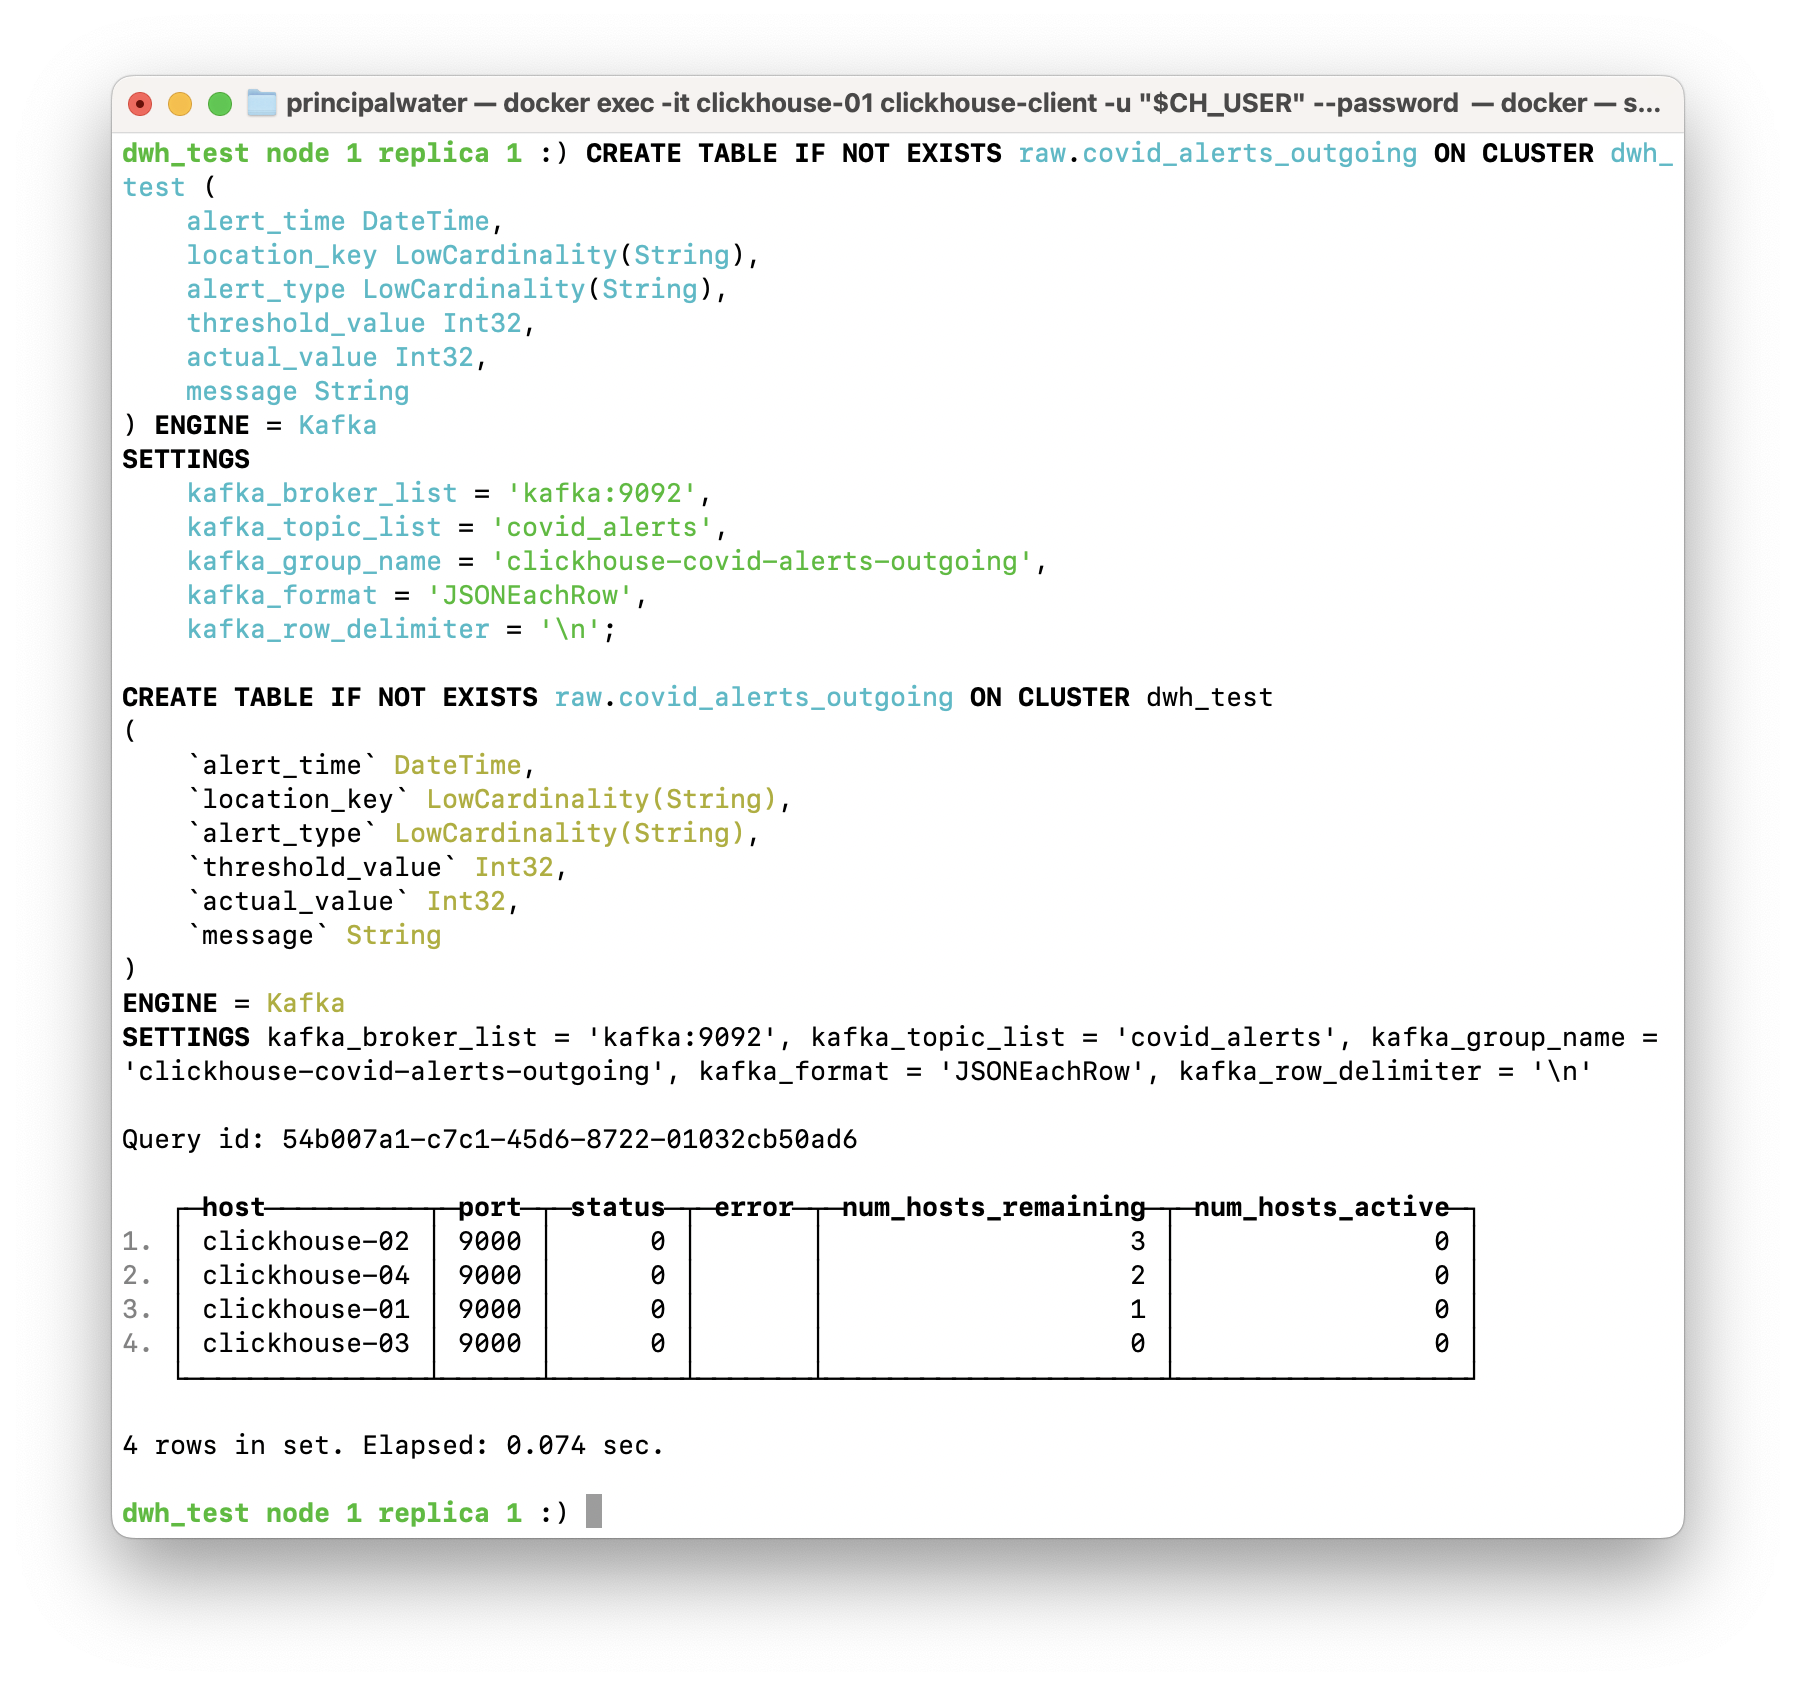 principalwater — docker exec -it clickhouse-01 clickhouse-client -u "$CH_USER" --password — docker — s...
dwh_test node 1 replica 1 :) CREATE TABLE IF NOT EXISTS raw.covid_alerts_outgoing ON CLUSTER dwh_
test (
    alert_time DateTime,
    location_key LowCardinality(String),
    alert_type LowCardinality(String),
    threshold_value Int32,
    actual_value Int32,
    message String
) ENGINE = Kafka
SETTINGS
    kafka_broker_list = 'kafka:9092',
    kafka_topic_list = 'covid_alerts',
    kafka_group_name = 'clickhouse-covid-alerts-outgoing',
    kafka_format = 'JSONEachRow',
    kafka_row_delimiter = '\n';
CREATE TABLE IF NOT EXISTS raw.covid_alerts_outgoing ON CLUSTER dwh_test
(
    `alert_time` DateTime,
    `location_key` LowCardinality(String),
    `alert_type` LowCardinality(String),
    `threshold_value` Int32,
    `actual_value` Int32,
    `message` String
)
ENGINE = Kafka
SETTINGS kafka_broker_list = 'kafka:9092', kafka_topic_list = 'covid_alerts', kafka_group_name =
'clickhouse-covid-alerts-outgoing', kafka_format = 'JSONEachRow', kafka_row_delimiter = '\n'
Query id: 54b007a1-c7c1-45d6-8722-01032cb50ad6
host port status error num_hosts_remaining num_hosts_active
1. clickhouse-02 9000 0 3 0
2. clickhouse-04 9000 0 2 0
3. clickhouse-01 9000 0 1 0
4. clickhouse-03 9000 0 0 0
4 rows in set. Elapsed: 0.074 sec.
dwh_test node 1 replica 1 :)